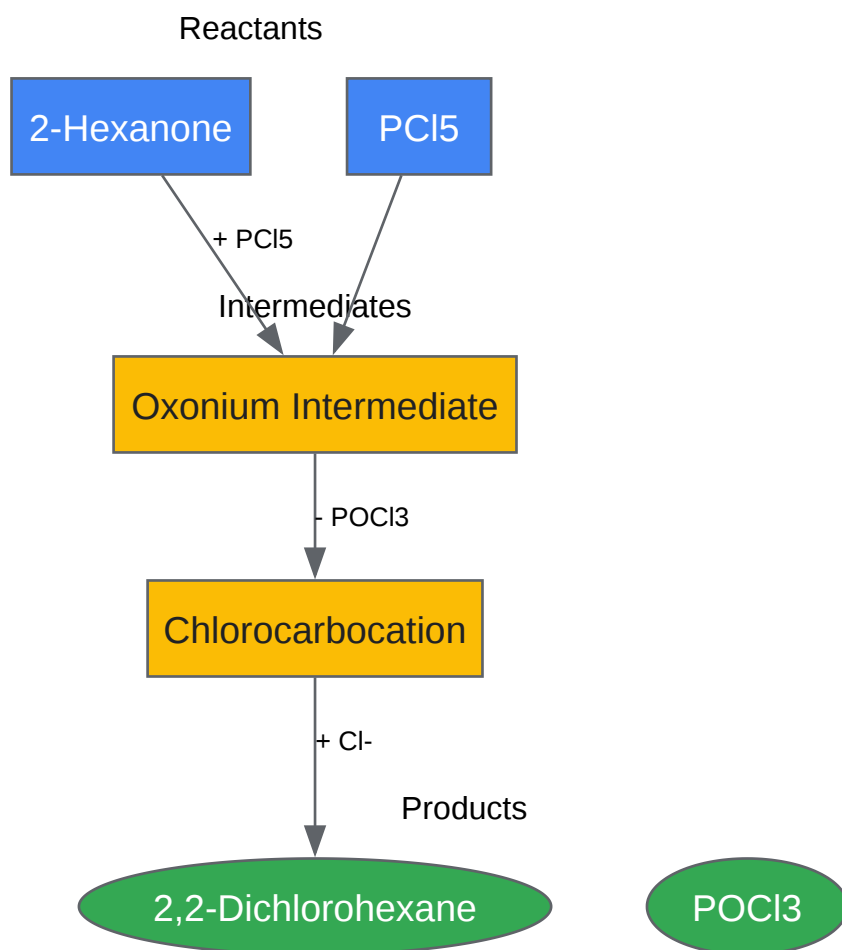 Reactants
2-Hexanone
PCl5
+ PCl5
Intermediates
Oxonium Intermediate
- POCl3
Chlorocarbocation
+ Cl-
Products
2,2-Dichlorohexane
POCl3